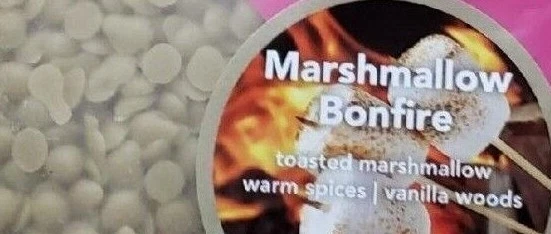 Marshmallow
Bonfire
toasted marshmallow
warm spices | vanilla woods